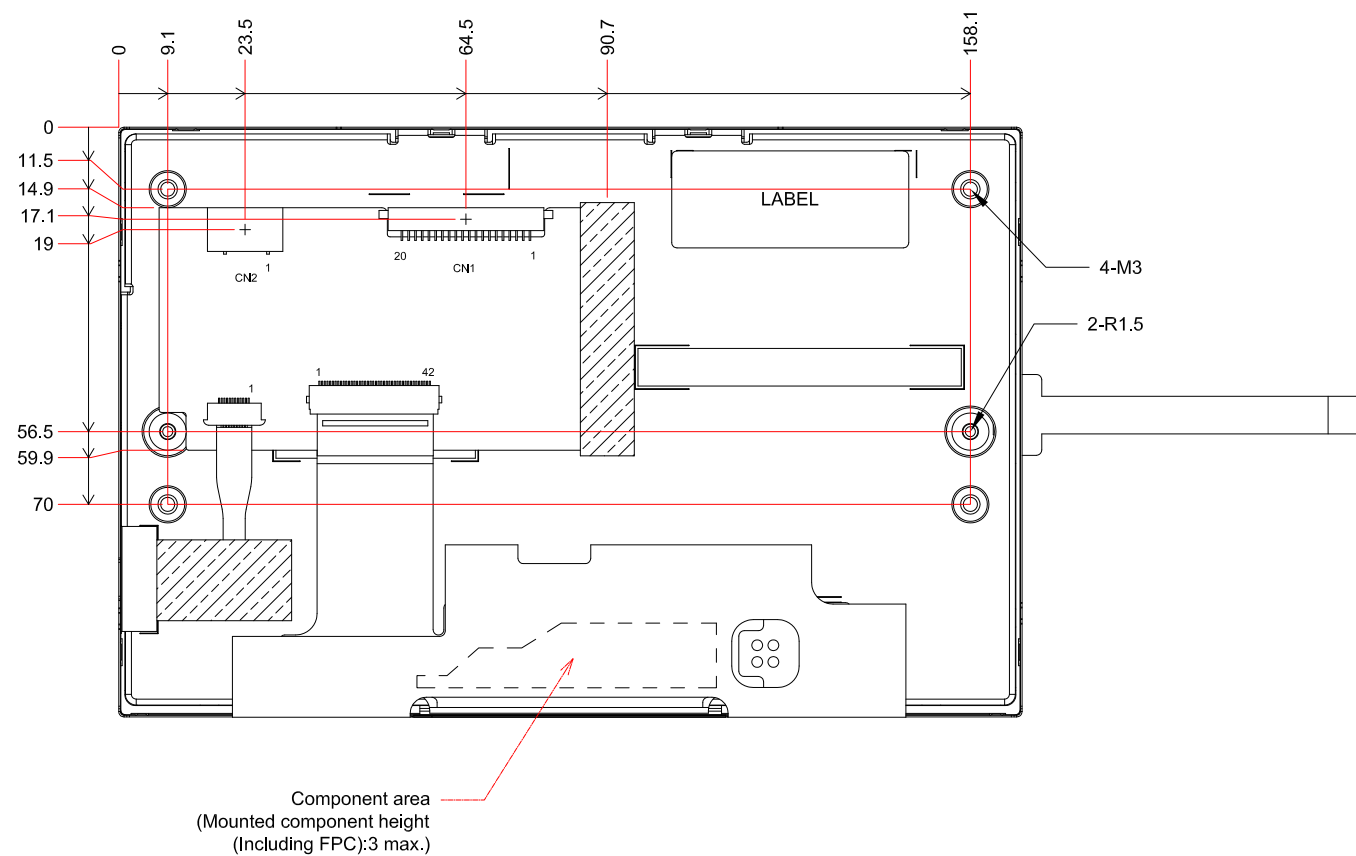 0
9.1
23.5
64.5
90.7
158.1
0
11.5
14.9
17.1
19
56.5
59.9
70
LABEL
20
1
CN1
1
CN2
4-M3
2-R1.5
1
1
42
Component area
(Mounted component height
(Including FPC):3 max.)